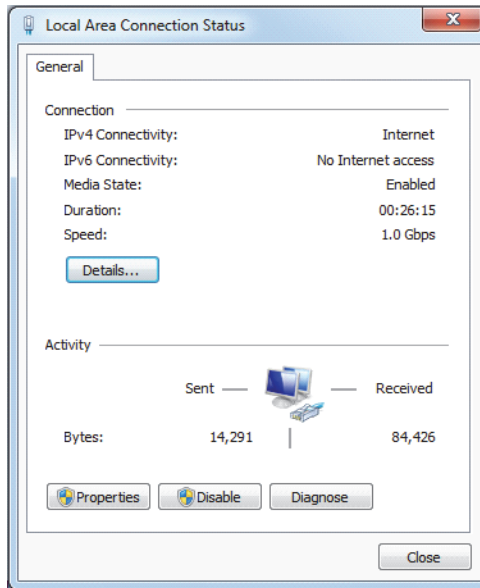 Local Area Connection Status
General
Connection
IPv4 Connectivity: Internet
IPv6 Connectivity: No Internet access
Media State: Enabled
Duration: 00:26:15
Speed: 1.0 Gbps
Details...
Activity
Sent Received
Bytes: 14,291 84,426
Properties Disable Diagnose
Close